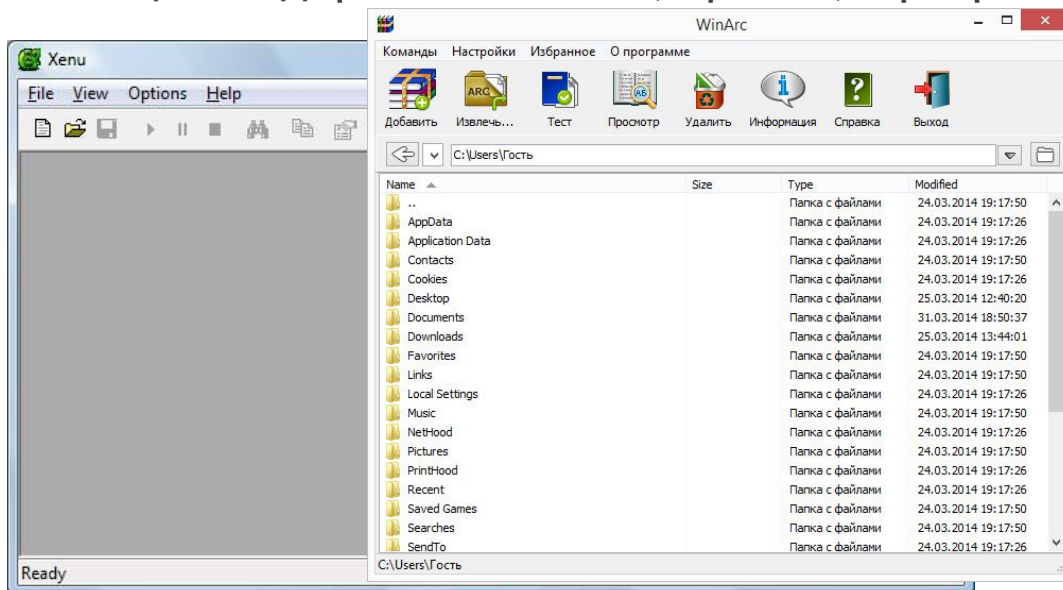 Xenu
File View Options Help
Ready
WinArc
Команды Настройки Избранное О программе
Добавить Извлечь... Тест Просмотр Удалить Информация Справка Выход
C:\Users\Гость
Name Size Type Modified
.. Папка с файлами 24.03.2014 19:17:50
AppData Папка с файлами 24.03.2014 19:17:26
Application Data Папка с файлами 24.03.2014 19:17:26
Contacts Папка с файлами 24.03.2014 19:17:50
Cookies Папка с файлами 24.03.2014 19:17:26
Desktop Папка с файлами 25.03.2014 12:40:20
Documents Папка с файлами 31.03.2014 18:50:37
Downloads Папка с файлами 25.03.2014 13:44:01
Favorites Папка с файлами 24.03.2014 19:17:50
Links Папка с файлами 24.03.2014 19:17:50
Local Settings Папка с файлами 24.03.2014 19:17:26
Music Папка с файлами 24.03.2014 19:17:50
NetHood Папка с файлами 24.03.2014 19:17:26
Pictures Папка с файлами 24.03.2014 19:17:50
PrintHood Папка с файлами 24.03.2014 19:17:26
Recent Папка с файлами 24.03.2014 19:17:26
Saved Games Папка с файлами 24.03.2014 19:17:50
Searches Папка с файлами 24.03.2014 19:17:50
SendTo Папка с файлами 24.03.2014 19:17:26
C:\Users\Гость